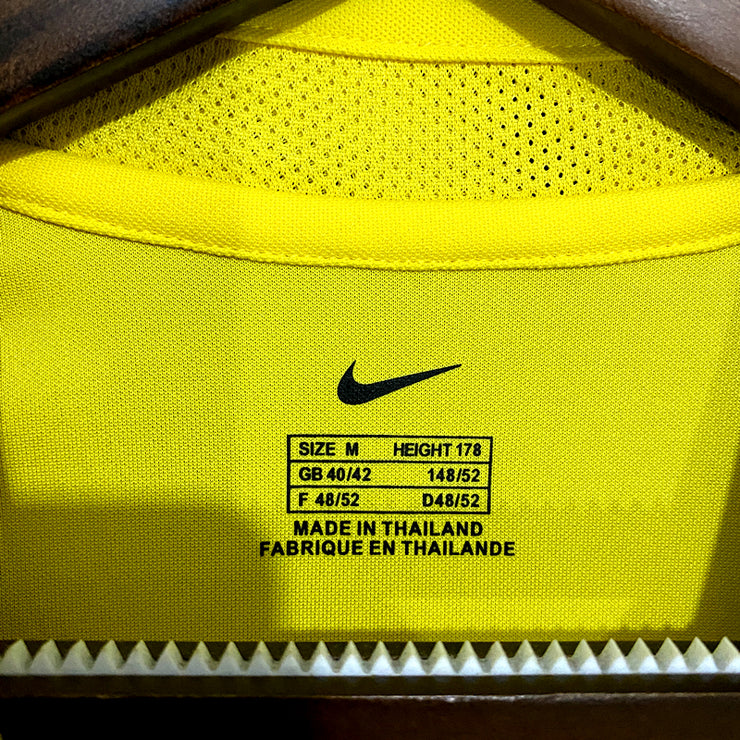 SIZE M HEIGHT 178
GB 40/42 148/52
F 48/52 D48/52
MADE IN THAILAND
FABRIQUE EN THAILANDE